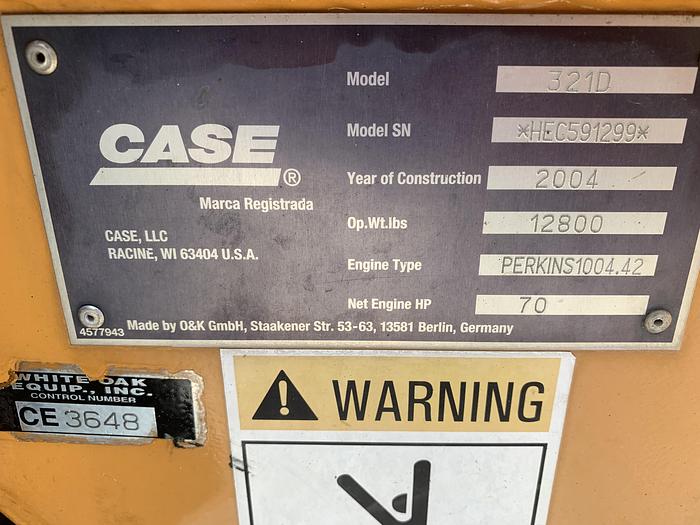 CASE®
Marca Registrada
CASE, LLC
RACINE, WI 63404 U.S.A.
Model 321D
Model SN *HEC591299*
Year of Construction 2004
Op.Wt.lbs 12800
Engine Type PERKINS1004.42
Net Engine HP 70
4577943
Made by O&K GmbH, Staakener Str. 53-63, 13581 Berlin, Germany
WHITE OAK
EQUIP., INC.
CONTROL NUMBER
CE 3648
WARNING